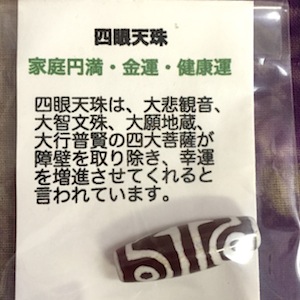 四眼天珠
家庭円満・金運・健康運
四眼天珠は、大悲観音、
大智文殊、大願地蔵、
大行普賢の四大菩薩が
障壁を取り除き、幸運
を増進させてくれると
言われています。